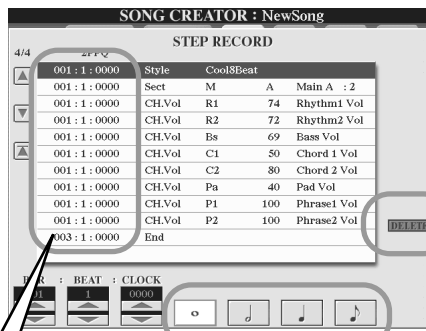 SONG CREATOR : NewSong
STEP RECORD
4/4
001 : 1 : 0000 Style Cool8Beat
001 : 1 : 0000 Sect M A Main A : 2
001 : 1 : 0000 CH.Vol R1 74 Rhythm1 Vol
001 : 1 : 0000 CH.Vol R2 72 Rhythm2 Vol
001 : 1 : 0000 CH.Vol Bs 69 Bass Vol
001 : 1 : 0000 CH.Vol C1 50 Chord 1 Vol
001 : 1 : 0000 CH.Vol C2 80 Chord 2 Vol
001 : 1 : 0000 CH.Vol Pa 40 Pad Vol
001 : 1 : 0000 CH.Vol P1 100 Phrase1 Vol
001 : 1 : 0000 CH.Vol P2 100 Phrase2 Vol
003 : 1 : 0000 End
DELETE
: BEAT : CLOCK
1 0000